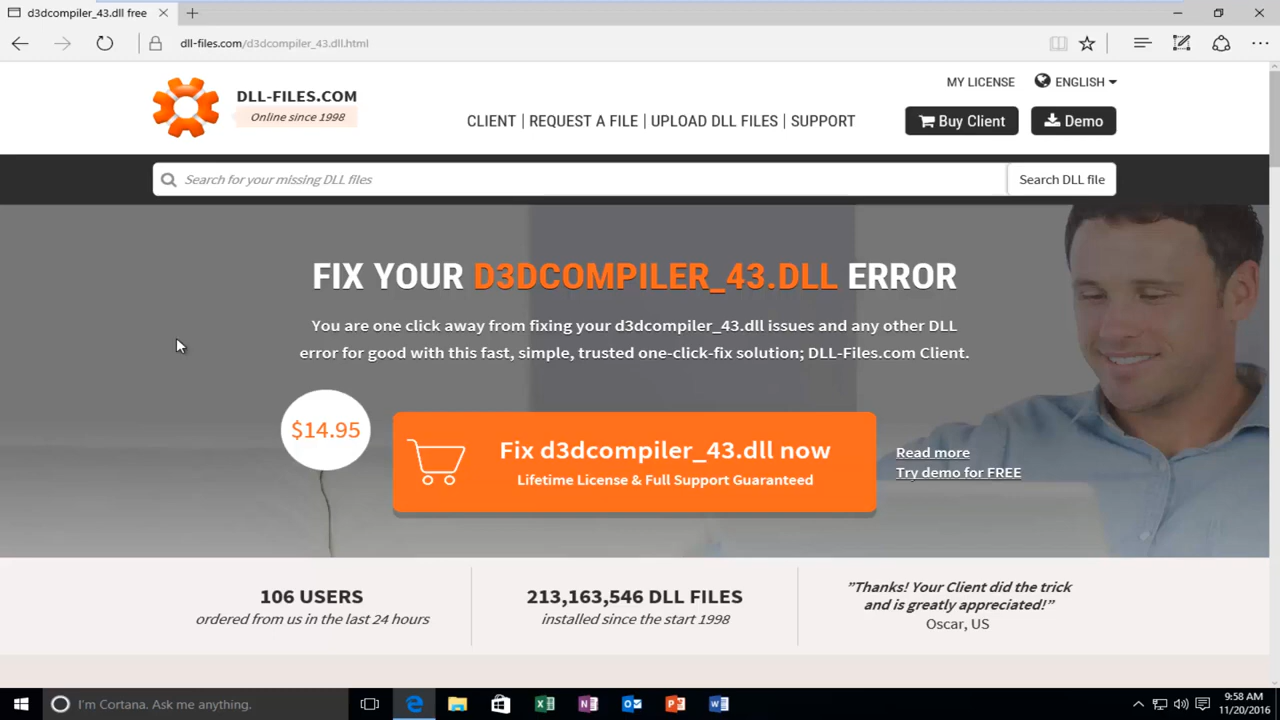 d3dcompiler_43.dll free
dll-files.com/d3dcompiler_43.dll.html
DLL-FILES.COM
Online since 1998
MY LICENSE
ENGLISH
CLIENT | REQUEST A FILE | UPLOAD DLL FILES | SUPPORT
Buy Client
Demo
Search for your missing DLL files
Search DLL file
FIX YOUR D3DCOMPILER_43.DLL ERROR
You are one click away from fixing your d3dcompiler_43.dll issues and any other DLL
error for good with this fast, simple, trusted one-click-fix solution; DLL-Files.com Client.
$14.95
Fix d3dcompiler_43.dll now
Lifetime License & Full Support Guaranteed
Read more
Try demo for FREE
106 USERS
ordered from us in the last 24 hours
213,163,546 DLL FILES
installed since the start 1998
"Thanks! Your Client did the trick
and is greatly appreciated!"
Oscar, US
I'm Cortana. Ask me anything.
9:58 AM
11/20/2016